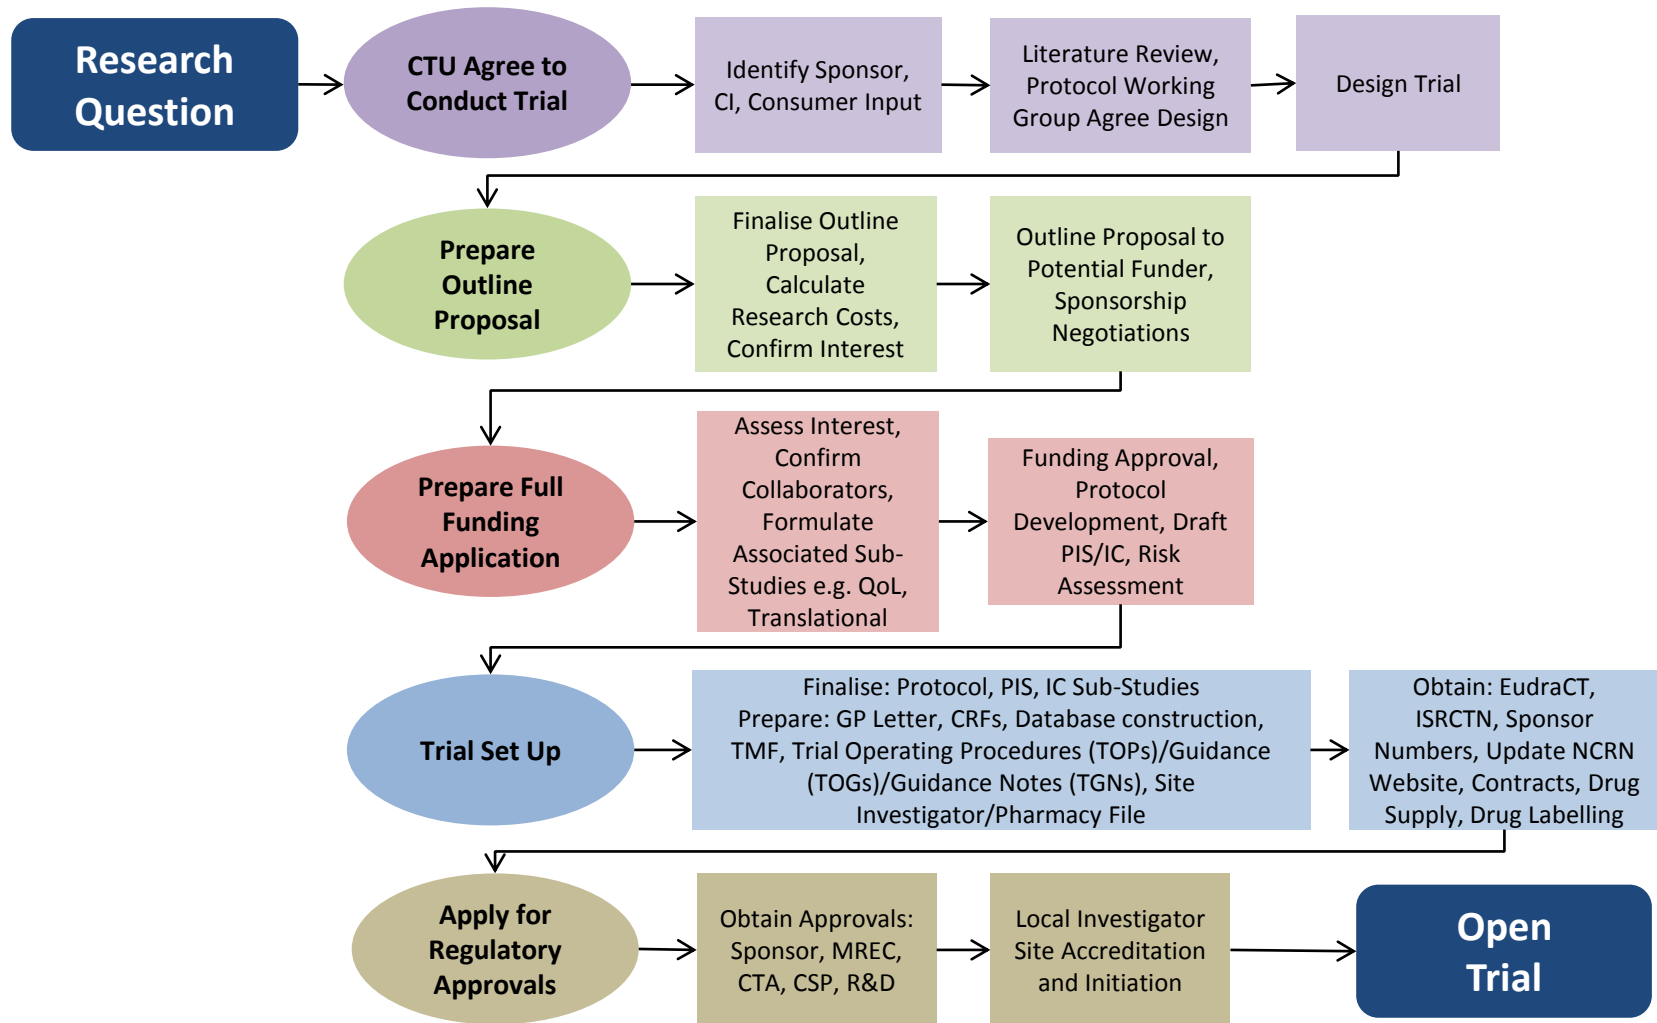 Research
Question
CTU Agree to
Conduct Trial
Identify Sponsor,
CI, Consumer Input
Literature Review,
Protocol Working
Group Agree Design
Design Trial
Prepare
Outline
Proposal
Finalise Outline
Proposal,
Calculate
Research Costs,
Confirm Interest
Outline Proposal to
Potential Funder,
Sponsorship
Negotiations
Prepare Full
Funding
Application
Assess Interest,
Confirm
Collaborators,
Formulate
Associated Sub-
Studies e.g. QoL,
Translational
Funding Approval,
Protocol
Development, Draft
PIS/IC, Risk
Assessment
Trial Set Up
Finalise: Protocol, PIS, IC Sub-Studies
Prepare: GP Letter, CRFs, Database construction,
TMF, Trial Operating Procedures (TOPs)/Guidance
(TOGs)/Guidance Notes (TGNs), Site
Investigator/Pharmacy File
Obtain: EudraCT,
ISRCTN, Sponsor
Numbers, Update NCRN
Website, Contracts, Drug
Supply, Drug Labelling
Apply for
Regulatory
Approvals
Obtain Approvals:
Sponsor, MREC,
CTA, CSP, R&D
Local Investigator
Site Accreditation
and Initiation
Open
Trial